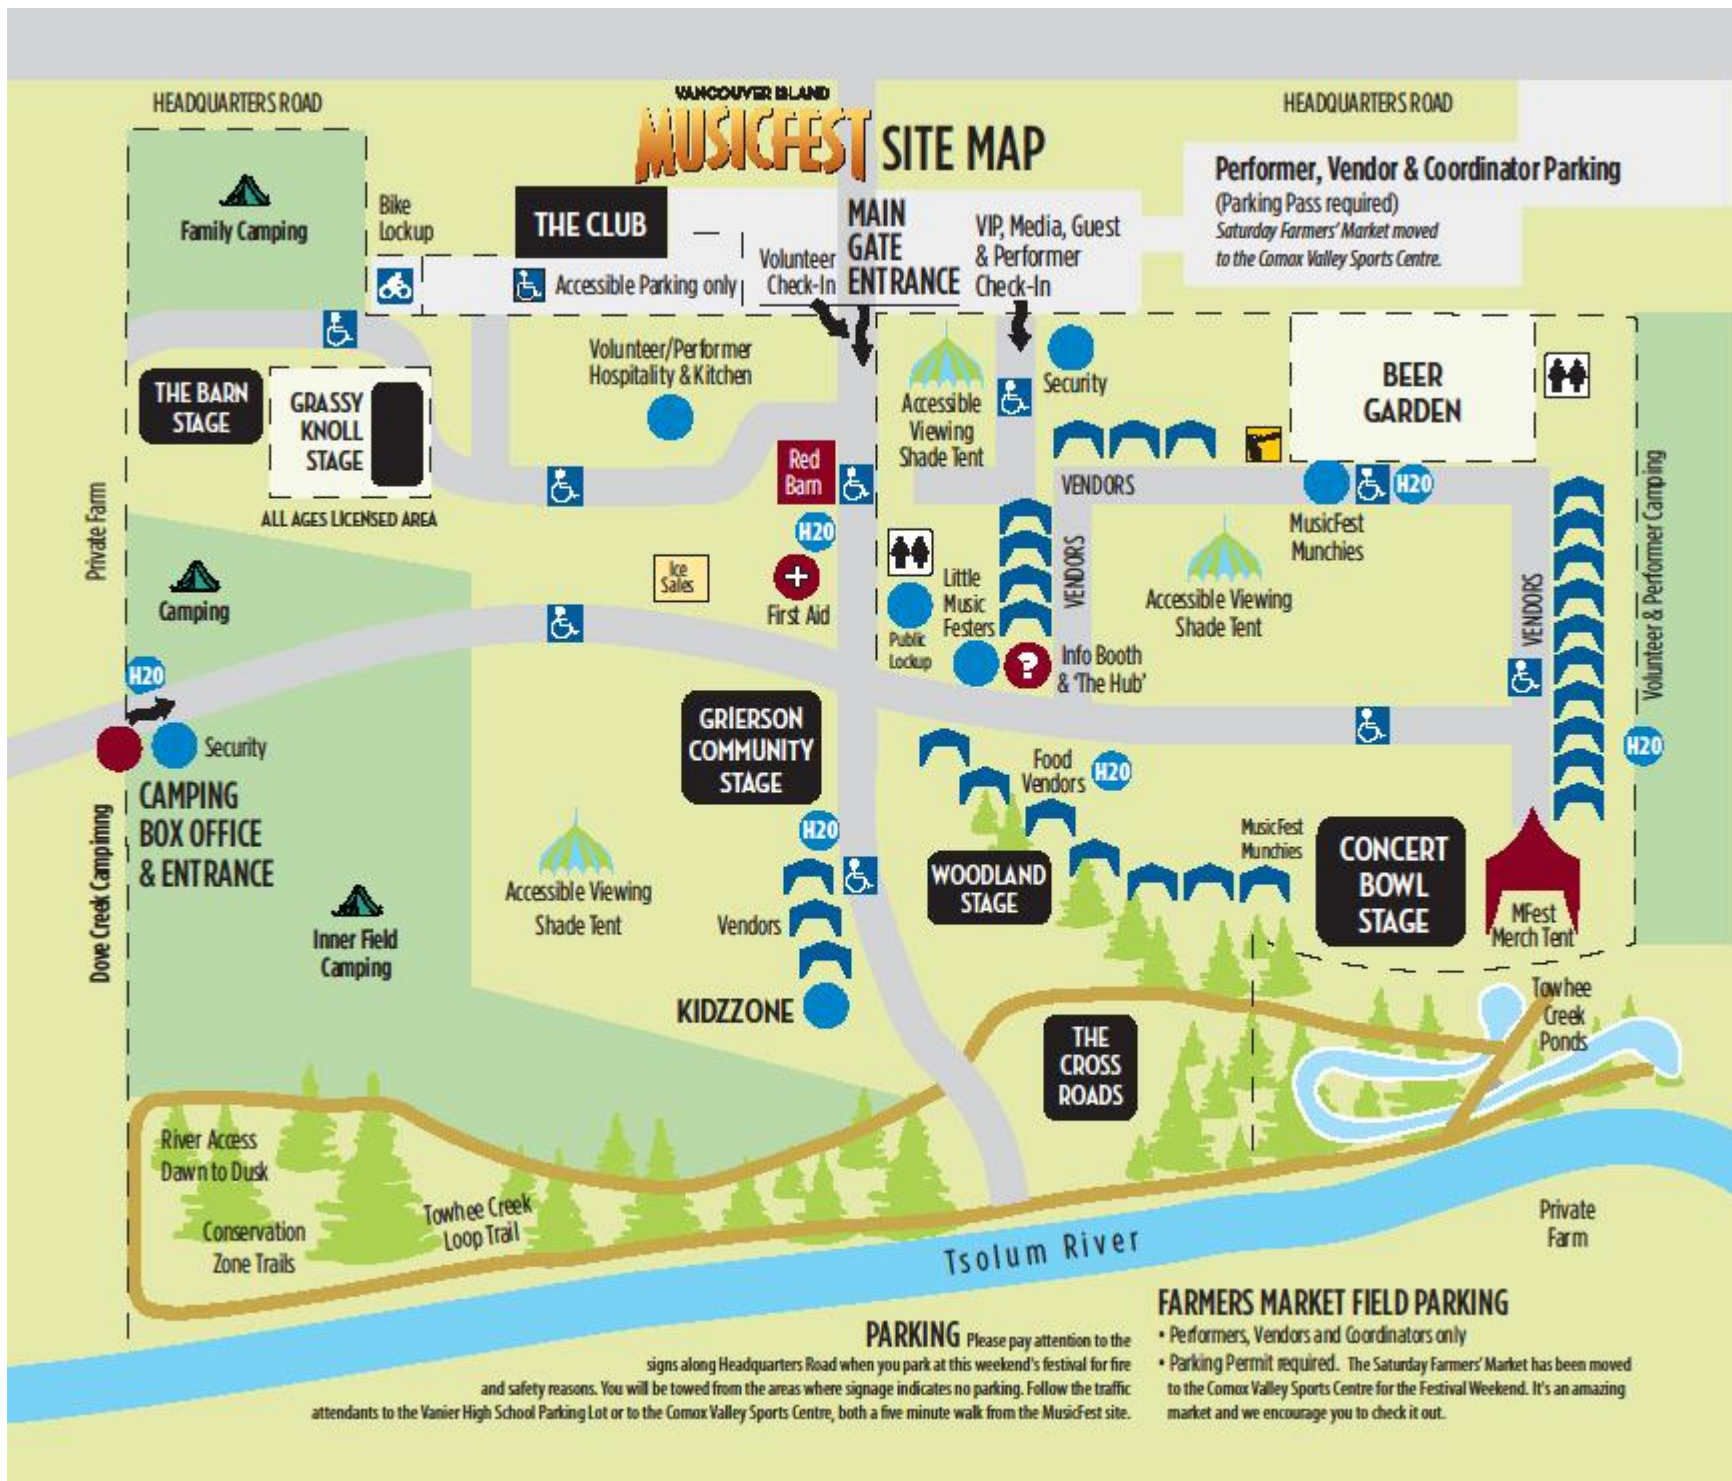 HEADQUARTERS ROAD
VANCOUVER ISLAND
MUSICFEST SITE MAP
HEADQUARTERS ROAD
Performer, Vendor & Coordinator Parking
(Parking Pass required)
Saturday Farmers' Market moved
to the Comox Valley Sports Centre.
Family Camping
Bike
Lockup
THE CLUB
Accessible Parking only
Volunteer
Check-In
MAIN
GATE
ENTRANCE
VIP, Media, Guest
& Performer
Check-In
THE BARN
STAGE
GRASSY
KNOLL
STAGE
ALL AGES LICENSED AREA
Volunteer/Performer
Hospitality & Kitchen
Red
Barn
H20
Ice
Sales
First Aid
Accessible
Viewing
Shade Tent
Security
BEER
GARDEN
VENDORS
H20
MusicFest
Munchies
Private Farm
Camping
H20
Security
CAMPING
BOX OFFICE
& ENTRANCE
Dove Creek Campimng
Inner Field
Camping
Little
Music
Festers
Public
Lockup
VENDORS
Info Booth
& 'The Hub'
Accessible Viewing
Shade Tent
VENDORS
Volunteer & Performer Camping
H20
GRIERSON
COMMUNITY
STAGE
H20
Accessible Viewing
Shade Tent
Vendors
KIDZZONE
Food
Vendors
H20
WOODLAND
STAGE
MusicFest
Munchies
CONCERT
BOWL
STAGE
MFest
Merch Tent
THE
CROSS
ROADS
Towhee
Creek
Ponds
River Access
Dawn to Dusk
Conservation
Zone Trails
Towhee Creek
Loop Trail
Tsolum River
Private
Farm
PARKING Please pay attention to the
signs along Headquarters Road when you park at this weekend's festival for fire
and safety reasons. You will be towed from the areas where signage indicates no parking. Follow the traffic
attendants to the Vanier High School Parking Lot or to the Comox Valley Sports Centre, both a five minute walk from the MusicFest site.
FARMERS MARKET FIELD PARKING
• Performers, Vendors and Coordinators only
• Parking Permit required. The Saturday Farmers' Market has been moved
to the Comox Valley Sports Centre for the Festival Weekend. It's an amazing
market and we encourage you to check it out.